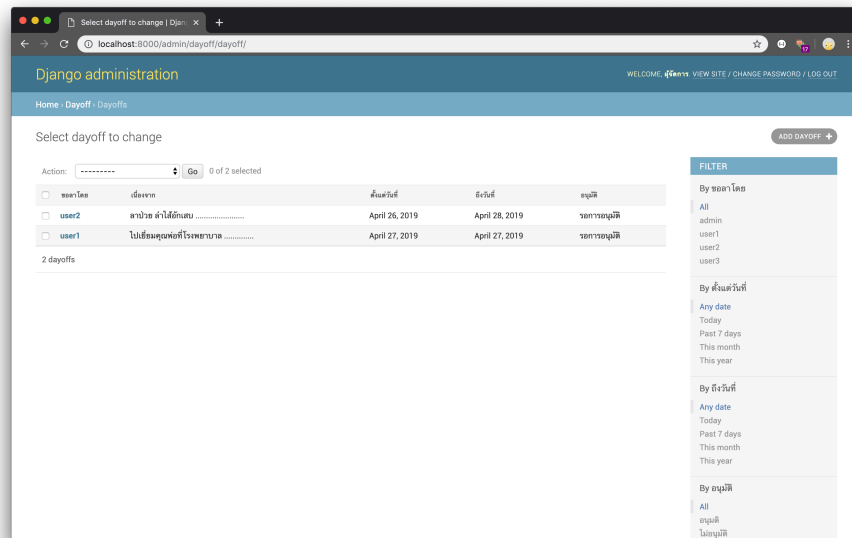 Select dayoff to change | Djan
localhost:8000/admin/dayoff/dayoff/
17
Django administration
WELCOME, ผู้จัดการ. VIEW SITE / CHANGE PASSWORD / LOG OUT
Home › Dayoff › Dayoffs
Select dayoff to change
ADD DAYOFF +
Action: --------- Go 0 of 2 selected
ขอลาโดย เนื่องจาก ตั้งแต่วันที่ ถึงวันที่ อนุมัติ
user2 ลาป่วย ลำไส้อักเสบ ...................... April 26, 2019 April 28, 2019 รอการอนุมัติ
user1 ไปเยี่ยมคุณพ่อที่โรงพยาบาล .............. April 27, 2019 April 27, 2019 รอการอนุมัติ
2 dayoffs
FILTER
By ขอลาโดย
All
admin
user1
user2
user3
By ตั้งแต่วันที่
Any date
Today
Past 7 days
This month
This year
By ถึงวันที่
Any date
Today
Past 7 days
This month
This year
By อนุมัติ
All
อนุมติ
ไม่อนุมัติ